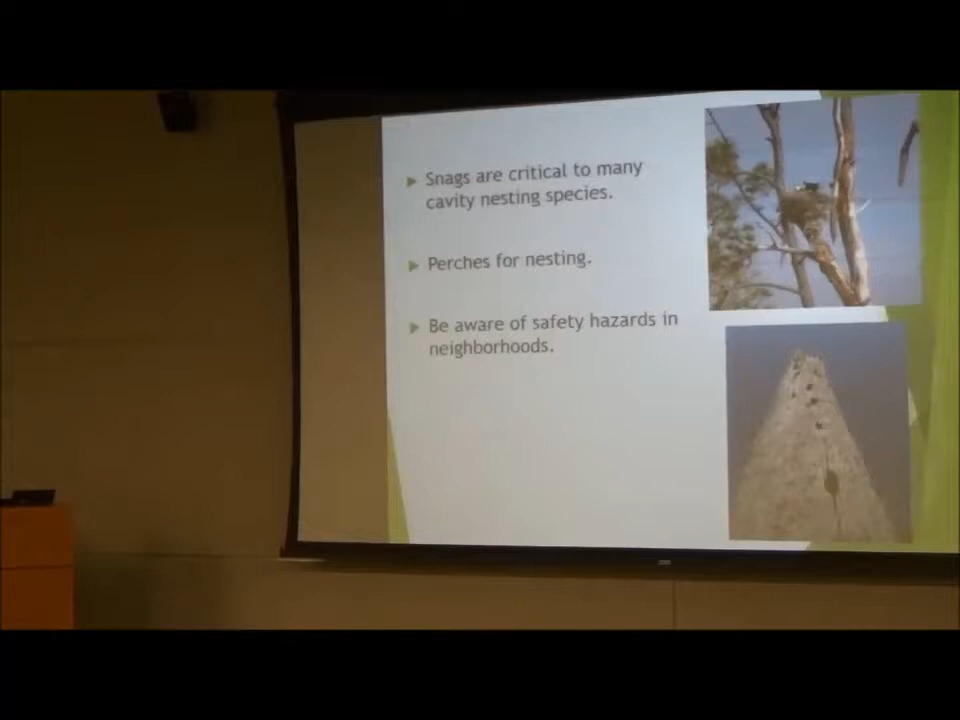 Snags are critical to many
cavity nesting species.
Perches for nesting.
Be aware of safety hazards in
neighborhoods.